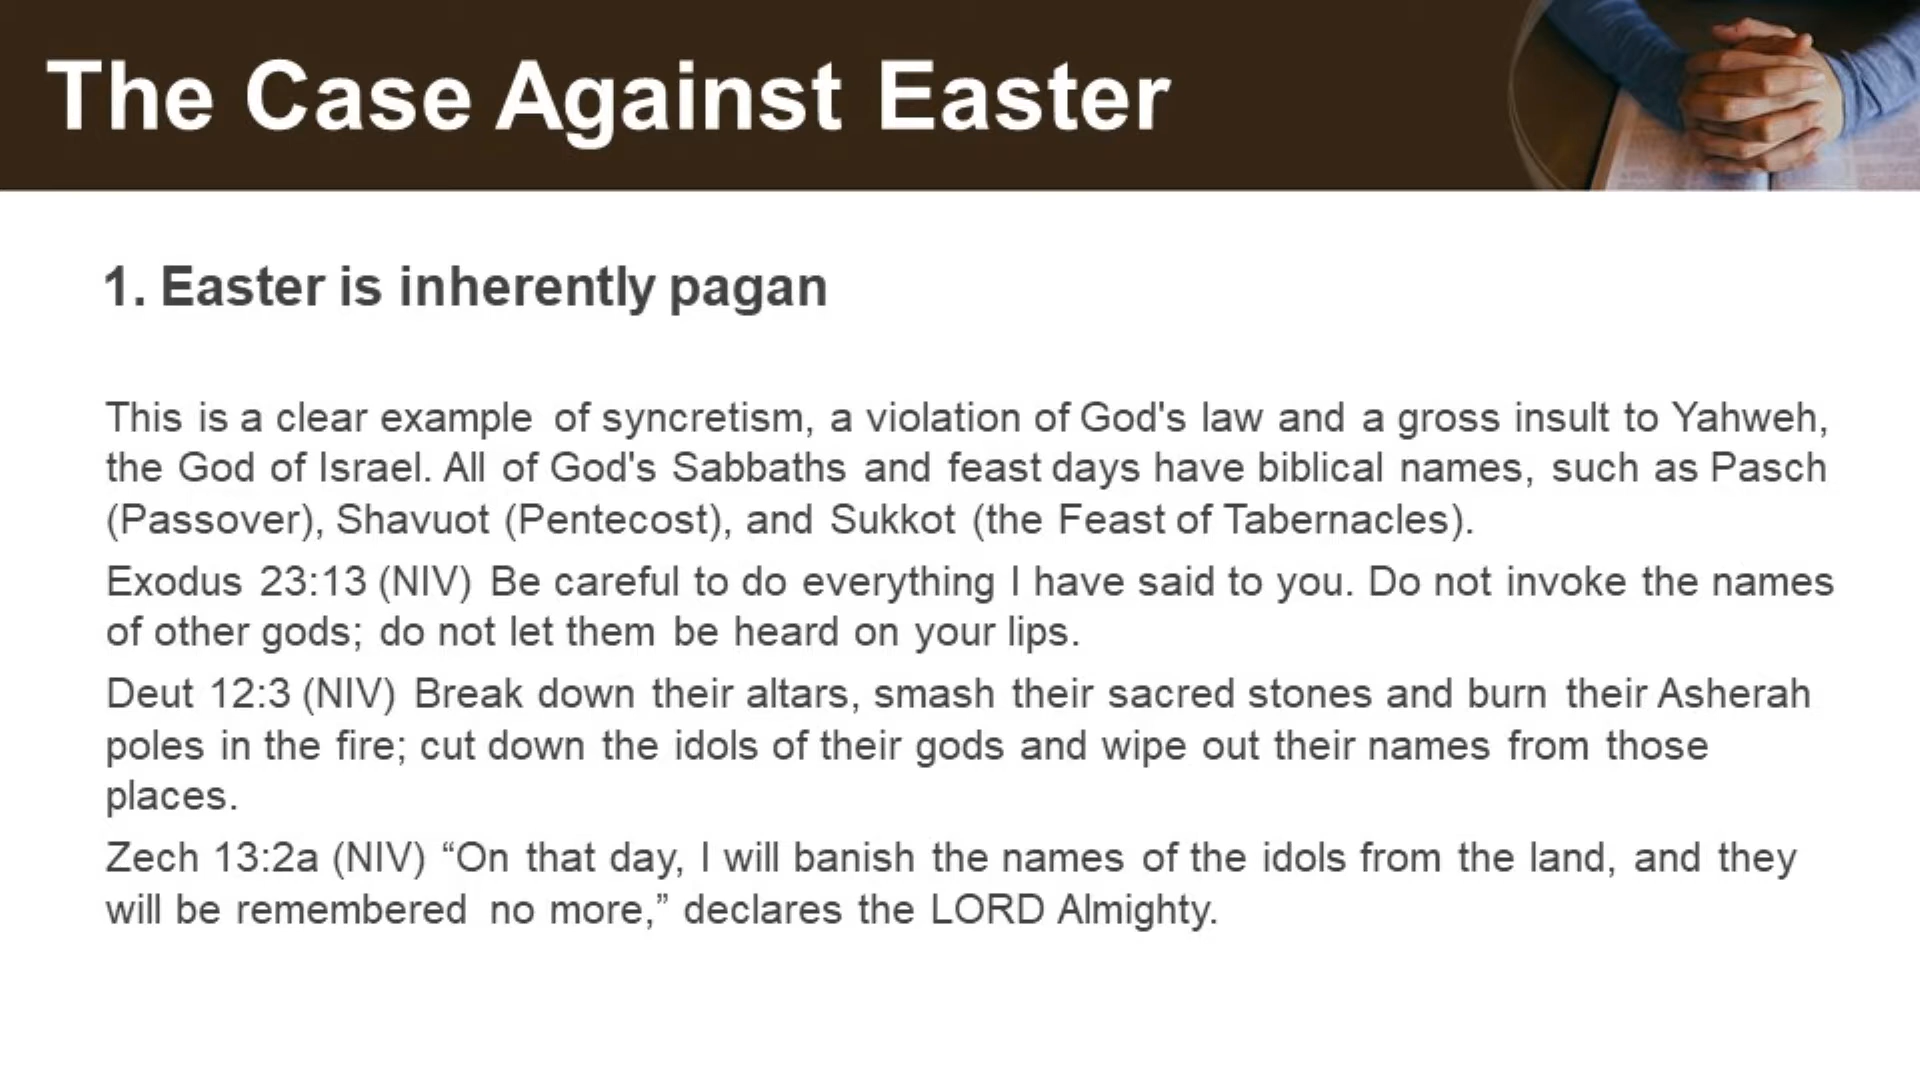 The Case Against Easter
1. Easter is inherently pagan
This is a clear example of syncretism, a violation of God's law and a gross insult to Yahweh,
the God of Israel. All of God's Sabbaths and feast days have biblical names, such as Pasch
(Passover), Shavuot (Pentecost), and Sukkot (the Feast of Tabernacles).
Exodus 23:13 (NIV) Be careful to do everything I have said to you. Do not invoke the names
of other gods; do not let them be heard on your lips.
Deut 12:3 (NIV) Break down their altars, smash their sacred stones and burn their Asherah
poles in the fire; cut down the idols of their gods and wipe out their names from those
places.
Zech 13:2a (NIV) “On that day, I will banish the names of the idols from the land, and they
will be remembered no more,” declares the LORD Almighty.